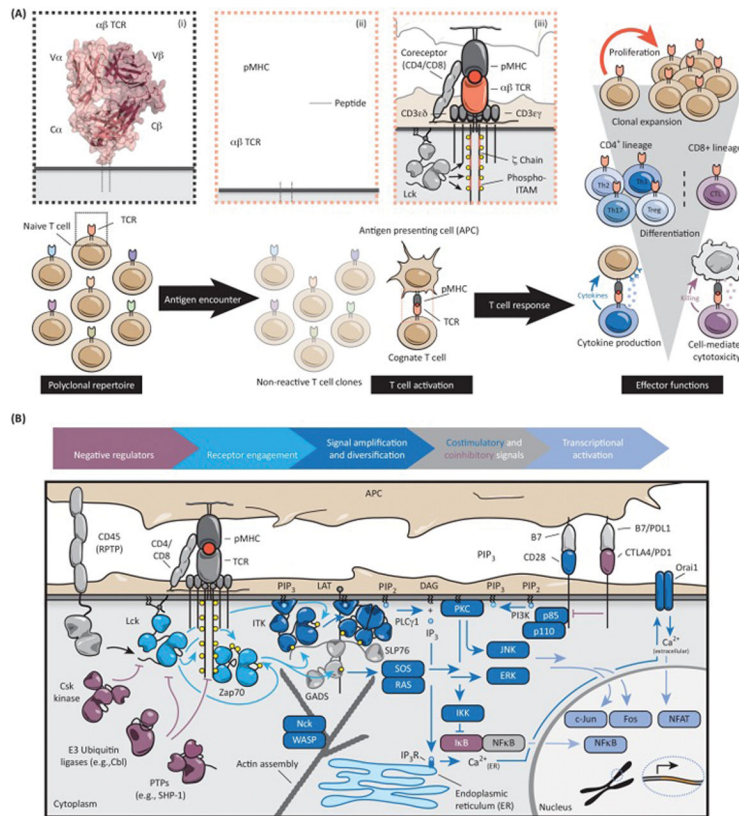 (A)
αβ TCR
(i)
Vα
Vβ
Cα
Cβ
(ii)
pMHC
Peptide
αβ TCR
(iii)
Coreceptor
(CD4/CD8)
pMHC
αβ TCR
CD3εδ
CD3εγ
ζ Chain
Phospho-
ITAM
Lck
Proliferation
Clonal expansion
CD4+ lineage
CD8+ lineage
Th2
Th1
Th17
Treg
CTL
Differentiation
Naive T cell
TCR
Antigen encounter
Antigen presenting cell (APC)
pMHC
TCR
Cognate T cell
T cell response
Cytokines
Killing
Cytokine production
Cell-mediated
cytotoxicity
Polyclonal repertoire
Non-reactive T cell clones
T cell activation
Effector functions
(B)
Negative regulators
Receptor engagement
Signal amplification
and diversification
Costimulatory and
coinhibitory signals
Transcriptional
activation
APC
CD45
(RPTP)
CD4/
CD8
pMHC
TCR
PIP3
B7
CD28
B7/PDL1
CTLA4/PD1
Orai1
PIP3
LAT
PIP2
DAG
PIP3
PIP2
Lck
ITK
PLCγ1
+
IP3
PKC
PI3K
p85
p110
Ca2+
(extracellular)
SLP76
JNK
Zap70
GADS
SOS
RAS
ERK
Csk
kinase
IKK
c-Jun
Fos
NFAT
Nck
WASP
IκB
NFκB
NFκB
E3 Ubiquitin
ligases (e.g.,Cbl)
Actin assembly
IP3R
Ca2+ (ER)
PTPs
(e.g., SHP-1)
Endoplasmic
reticulum (ER)
Cytoplasm
Nucleus